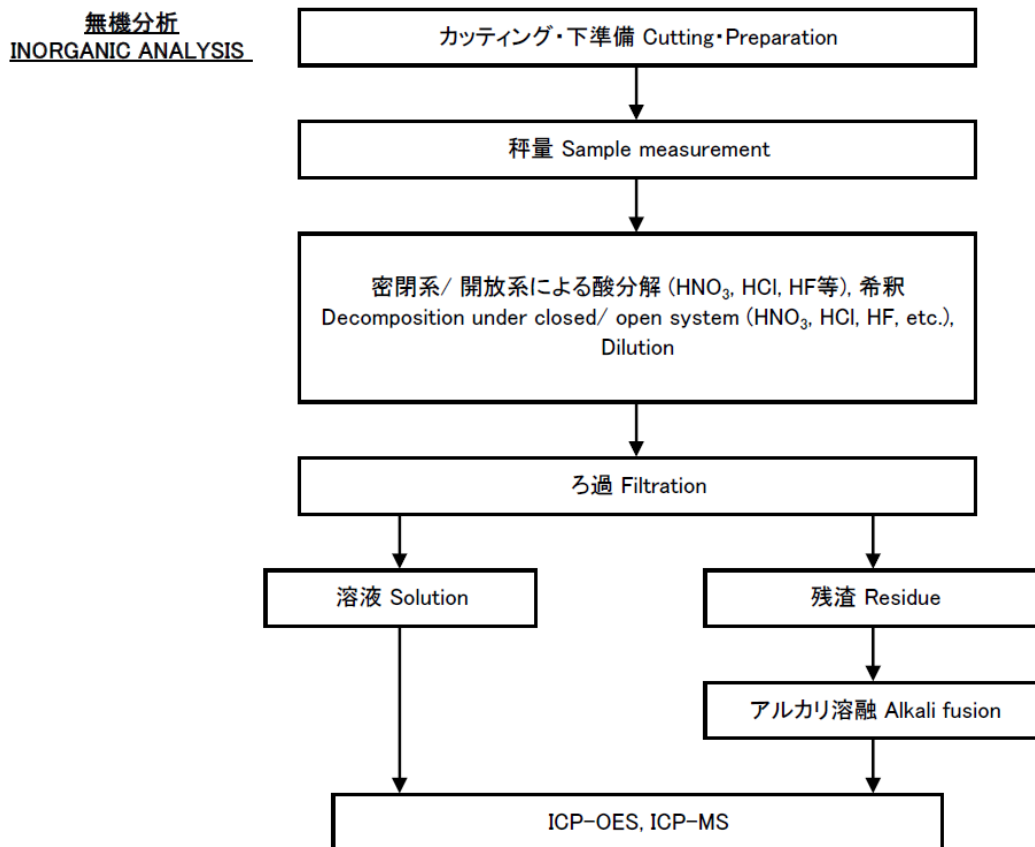 無機分析
INORGANIC ANALYSIS
カッティング・下準備 Cutting・Preparation
秤量 Sample measurement
密閉系/ 開放系による酸分解 (HNO₃, HCl, HF等), 希釈
Decomposition under closed/ open system (HNO₃, HCl, HF, etc.),
Dilution
ろ過 Filtration
溶液 Solution
残渣 Residue
アルカリ溶融 Alkali fusion
ICP-OES, ICP-MS